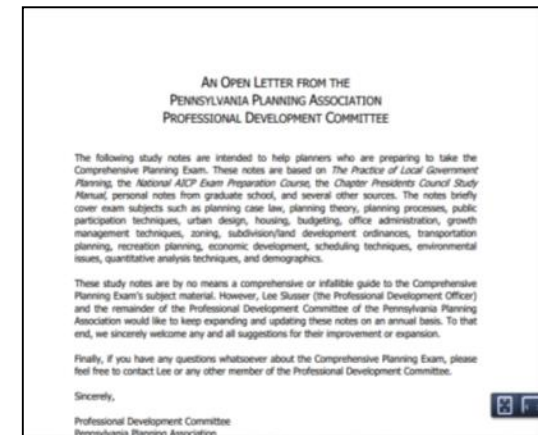 AN OPEN LETTER FROM THE
PENNSYLVANIA PLANNING ASSOCIATION
PROFESSIONAL DEVELOPMENT COMMITTEE
The following study notes are intended to help planners who are preparing to take the
Comprehensive Planning Exam. These notes are based on The Practice of Local Government
Planning, the National AICP Exam Preparation Course, the Chapter Presidents Council Study
Manual, personal notes from graduate school, and several other sources. The notes briefly
cover exam subjects such as planning case law, planning theory, planning processes, public
participation techniques, urban design, housing, budgeting, office administration, growth
management techniques, zoning, subdivision/land development ordinances, transportation
planning, recreation planning, economic development, scheduling techniques, environmental
issues, quantitative analysis techniques, and demographics.
These study notes are by no means a comprehensive or infallible guide to the Comprehensive
Planning Exam's subject material. However, Lee Slusser (the Professional Development Officer)
and the remainder of the Professional Development Committee of the Pennsylvania Planning
Association would like to keep expanding and updating these notes on an annual basis. To that
end, we sincerely welcome any and all suggestions for their improvement or expansion.
Finally, if you have any questions whatsoever about the Comprehensive Planning Exam, please
feel free to contact Lee or any other member of the Professional Development Committee.
Sincerely,
Professional Development Committee
Pennsylvania Planning Association